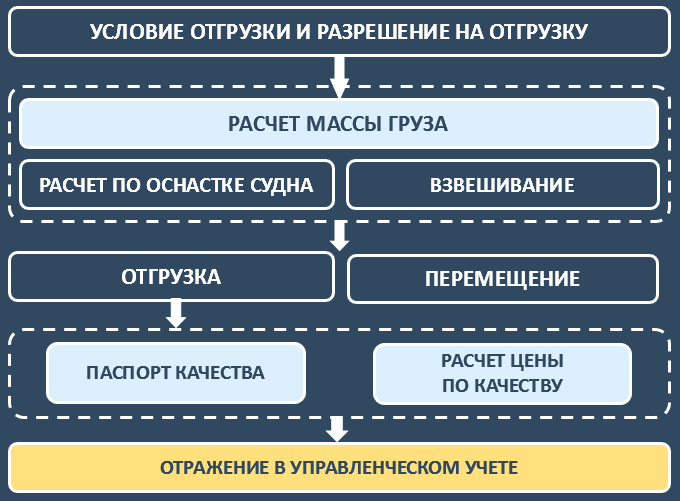 УСЛОВИЕ ОТГРУЗКИ И РАЗРЕШЕНИЕ НА ОТГРУЗКУ
РАСЧЕТ МАССЫ ГРУЗА
РАСЧЕТ ПО ОСНАСТКЕ СУДНА
ВЗВЕШИВАНИЕ
ОТГРУЗКА
ПЕРЕМЕЩЕНИЕ
ПАСПОРТ КАЧЕСТВА
РАСЧЕТ ЦЕНЫ
ПО КАЧЕСТВУ
ОТРАЖЕНИЕ В УПРАВЛЕНЧЕСКОМ УЧЕТЕ